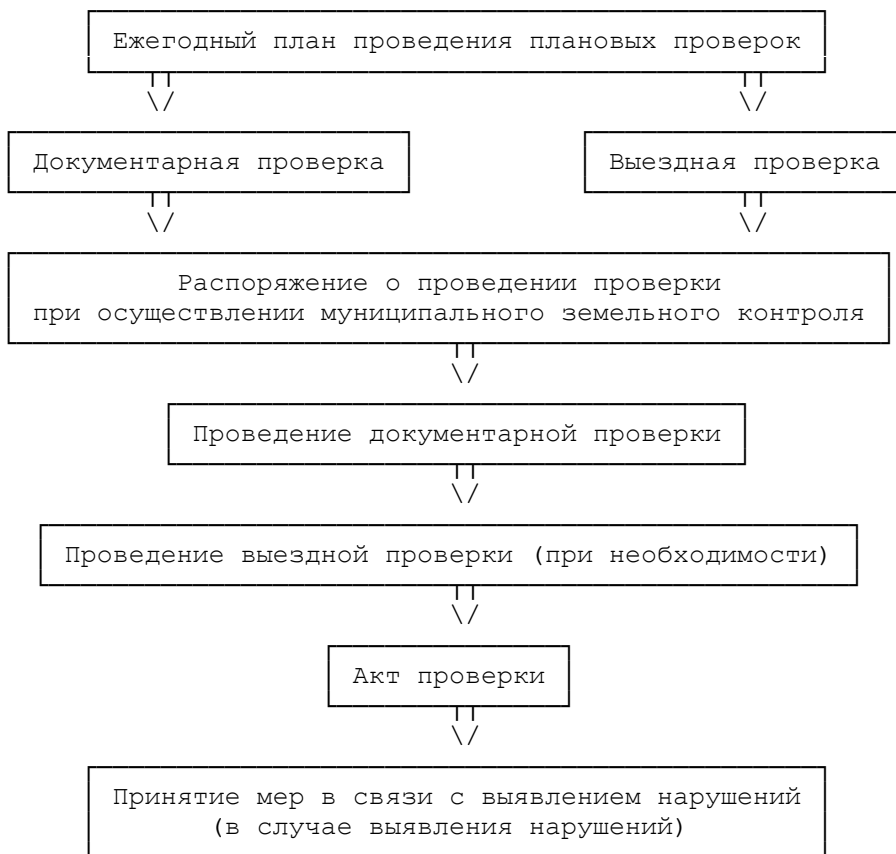 Ежегодный план проведения плановых проверок
Документарная проверка
Выездная проверка
Распоряжение о проведении проверки
при осуществлении муниципального земельного контроля
Проведение документарной проверки
Проведение выездной проверки (при необходимости)
Акт проверки
Принятие мер в связи с выявлением нарушений
(в случае выявления нарушений)